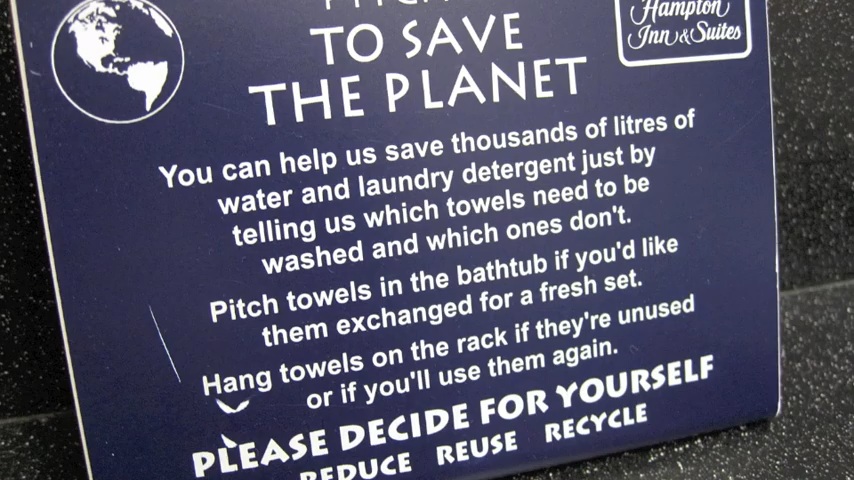 TO SAVE
THE PLANET
Hampton
Inn & Suites
You can help us save thousands of litres of
water and laundry detergent just by
telling us which towels need to be
washed and which ones don't.
Pitch towels in the bathtub if you'd like
them exchanged for a fresh set.
Hang towels on the rack if they're unused
or if you'll use them again.
PLEASE DECIDE FOR YOURSELF
REDUCE REUSE RECYCLE